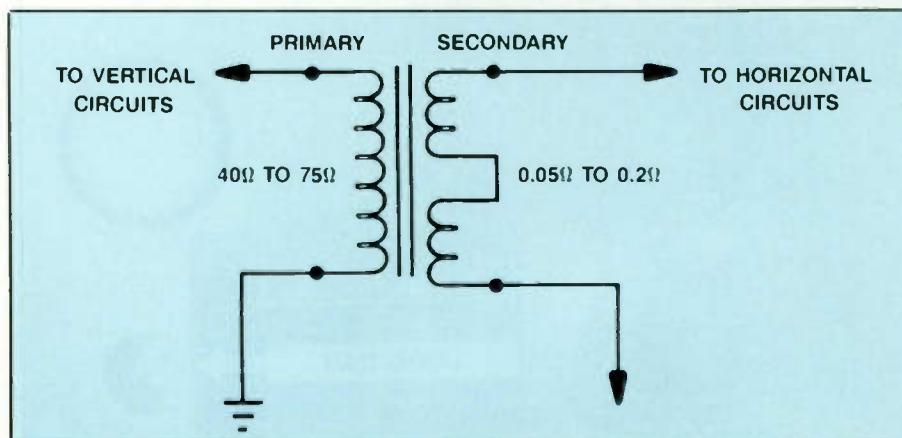 PRIMARY
SECONDARY
TO VERTICAL
CIRCUITS
TO HORIZONTAL
CIRCUITS
40Ω TO 75Ω
0.05Ω TO 0.2Ω